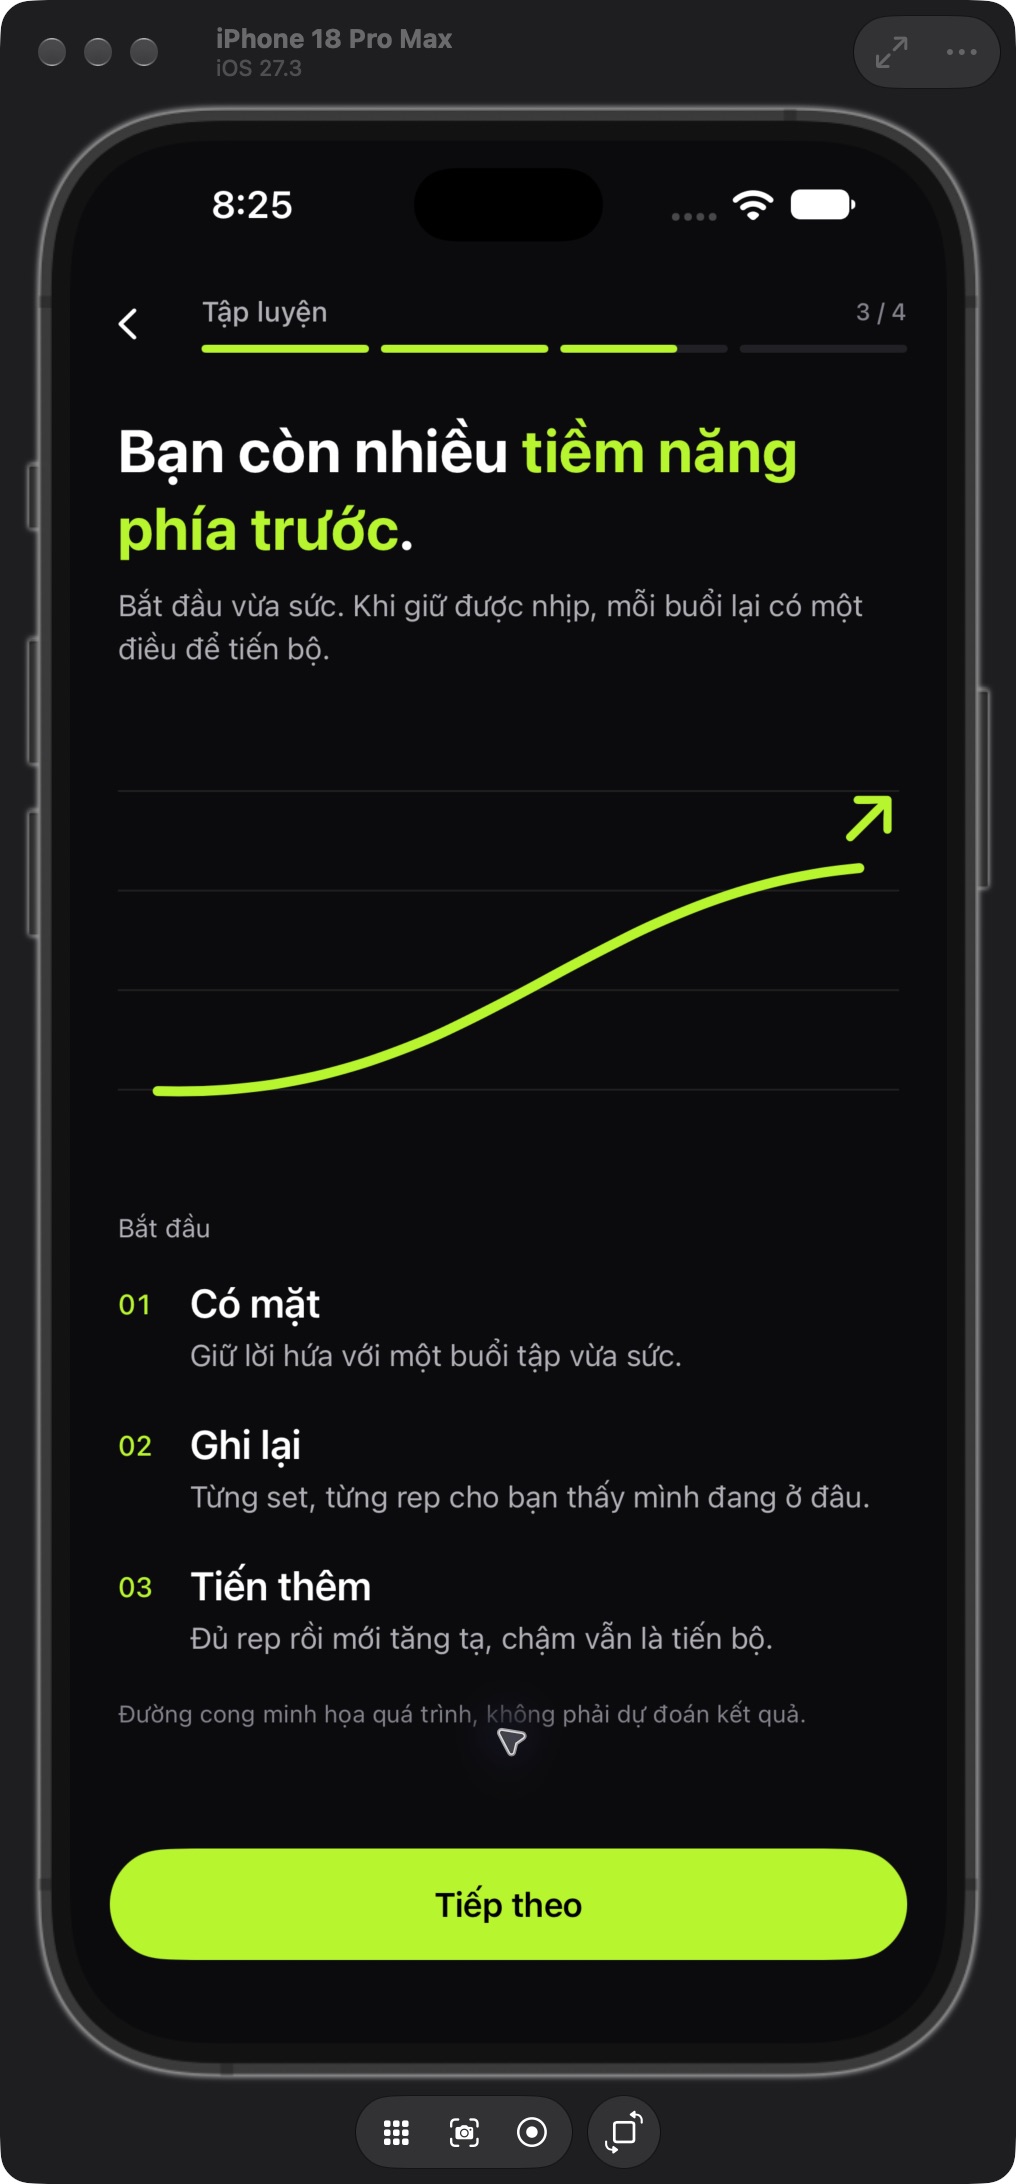 iPhone 18 Pro Max
iOS 27.3
8:25
Tập luyện
3 / 4
Bạn còn nhiều tiềm năng
phía trước.
Bắt đầu vừa sức. Khi giữ được nhịp, mỗi buổi lại có một
điều để tiến bộ.
Bắt đầu
01 Có mặt
Giữ lời hứa với một buổi tập vừa sức.
02 Ghi lại
Từng set, từng rep cho bạn thấy mình đang ở đâu.
03 Tiến thêm
Đủ rep rồi mới tăng tạ, chậm vẫn là tiến bộ.
Đường cong minh họa quá trình, không phải dự đoán kết quả.
Tiếp theo